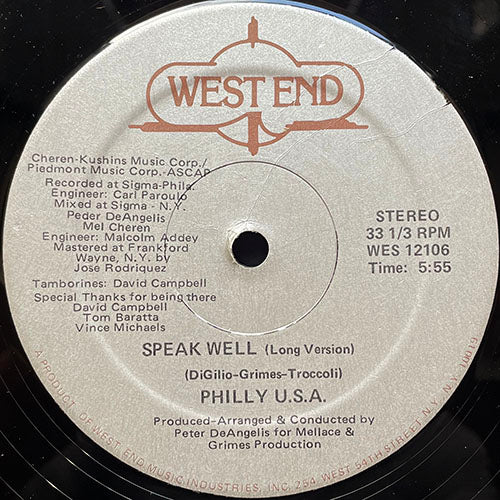 WEST END
Cheren-Kushins Music Corp./
Piedmont Music Corp.-ASCAP
Recorded at Sigma-Phila.
Engineer: Carl Paroulo
Mixed at Sigma - N.Y.
Peder DeAngelis
Mel Cheren
Engineer: Malcolm Addey
Mastered at Frankford
Wayne, N.Y. by
Jose Rodriquez
Tamborines: David Campbell
Special Thanks for being there
David Campbell
Tom Baratta
Vince Michaels
STEREO
33 1/3 RPM
WES 12106
Time: 5:55
SPEAK WELL (Long Version)
(DiGilio-Grimes-Troccoli)
PHILLY U.S.A.
Produced-Arranged & Conducted by
Peter DeAngelis for Mellace &
Grimes Production
A PRODUCT OF WEST END MUSIC INDUSTRIES, INC. 254 WEST 54TH STREET N.Y. N.Y. 10019